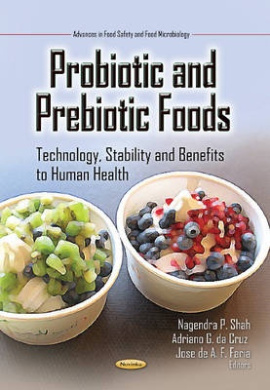 Advances in Food Safety and Food Microbiology
Probiotic and
Prebiotic Foods
Technology, Stability and Benefits
to Human Health
Nagendra P. Shah
Adriano G. da Cruz
Jose de A. F. Faria
Editors